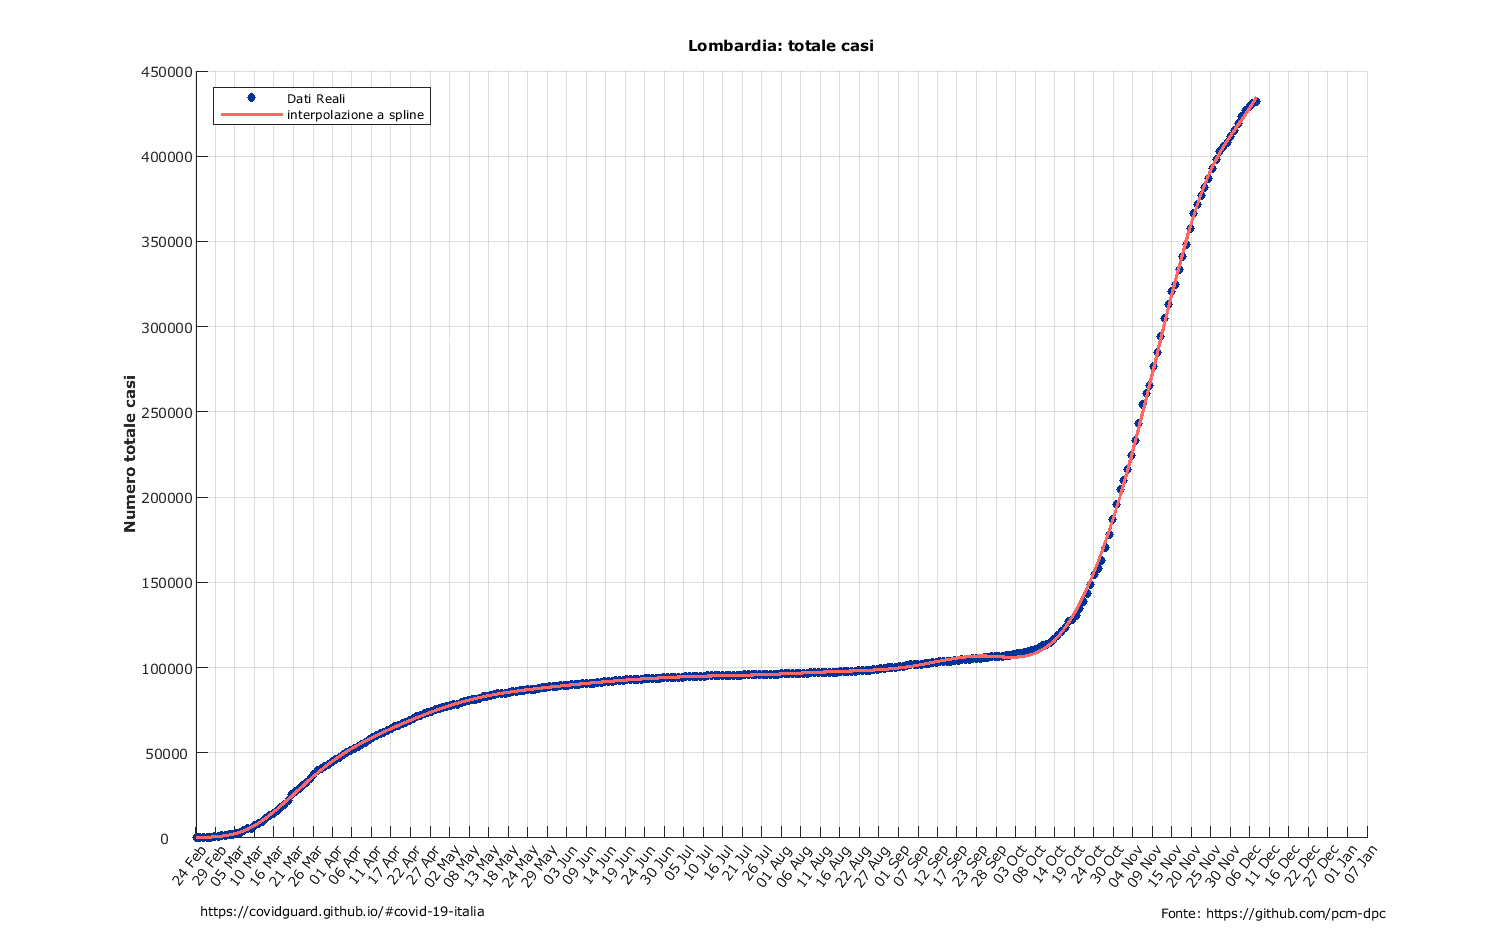 Lombardia: totale casi
Dati Reali
interpolazione a spline
Numero totale casi
450000
400000
350000
300000
250000
200000
150000
100000
50000
0
24 Feb
29 Feb
05 Mar
10 Mar
16 Mar
21 Mar
26 Mar
01 Apr
06 Apr
11 Apr
17 Apr
22 Apr
27 Apr
02 May
08 May
13 May
18 May
24 May
29 May
03 Jun
09 Jun
14 Jun
19 Jun
24 Jun
30 Jun
05 Jul
10 Jul
16 Jul
21 Jul
26 Jul
01 Aug
06 Aug
11 Aug
16 Aug
22 Aug
27 Aug
01 Sep
07 Sep
12 Sep
17 Sep
23 Sep
28 Sep
03 Oct
08 Oct
14 Oct
19 Oct
24 Oct
30 Oct
04 Nov
09 Nov
15 Nov
20 Nov
25 Nov
30 Nov
06 Dec
11 Dec
16 Dec
22 Dec
27 Dec
01 Jan
07 Jan
https://covidguard.github.io/#covid-19-italia
Fonte: https://github.com/pcm-dpc